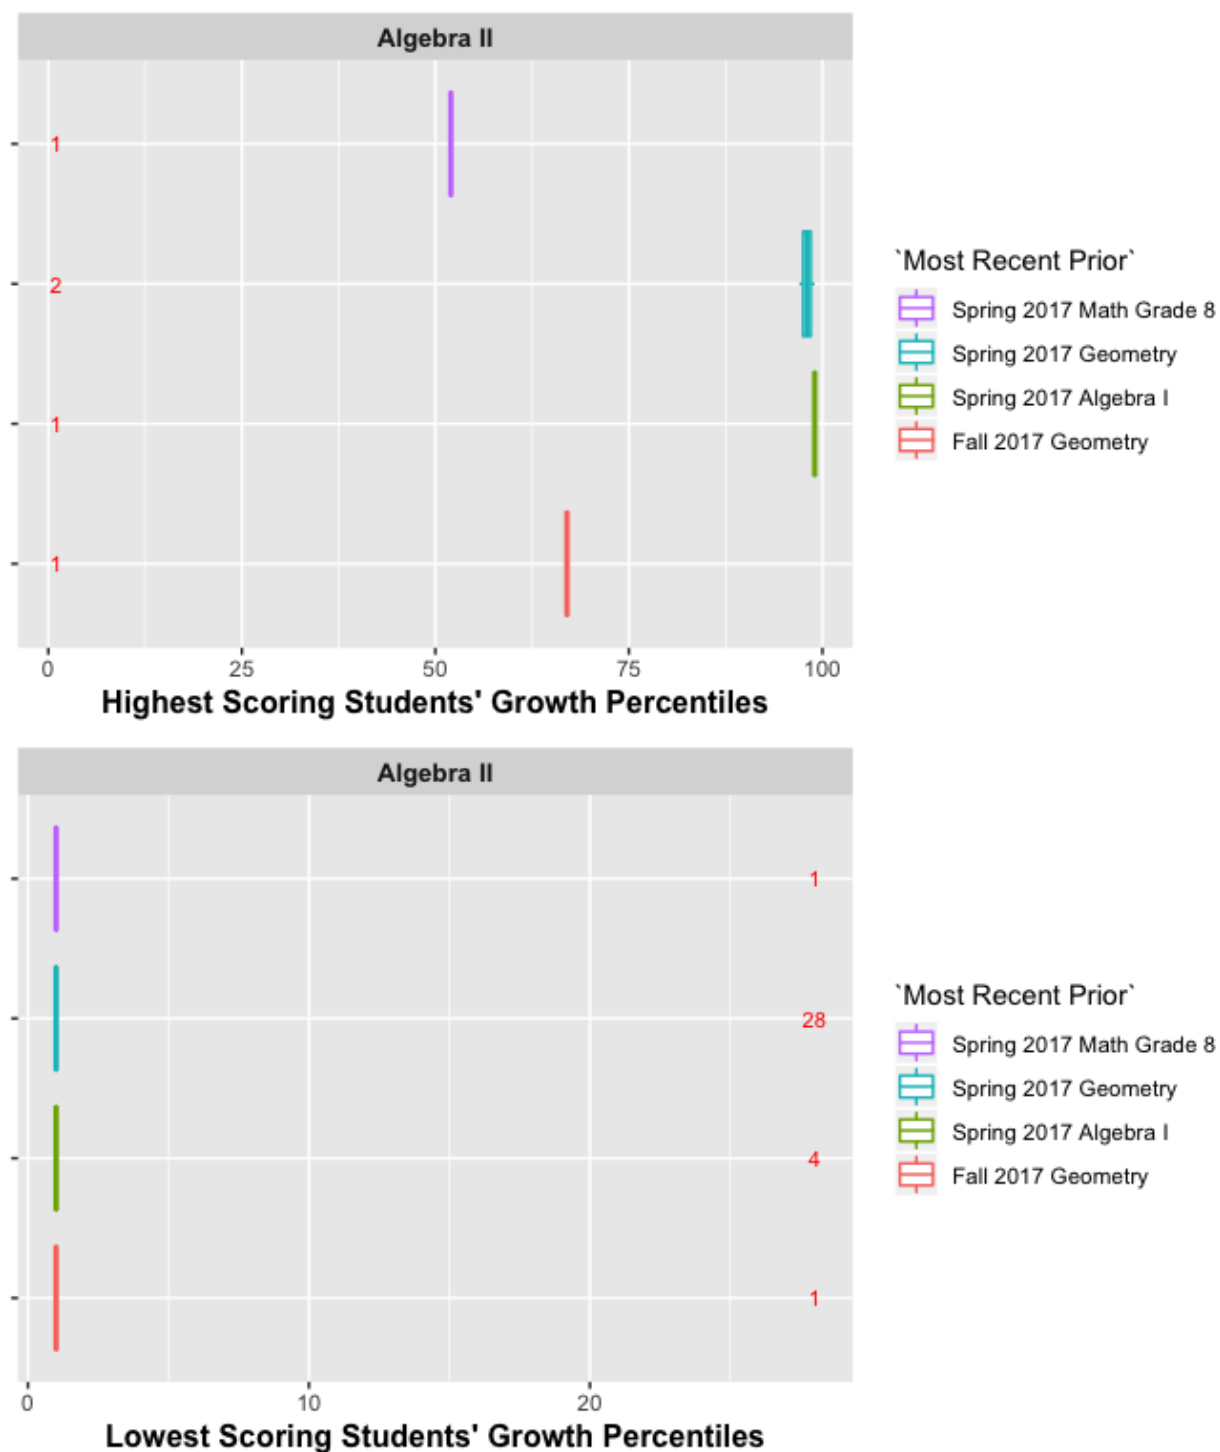 Algebra II
1
2
1
1
0 25 50 75 100
Highest Scoring Students' Growth Percentiles
`Most Recent Prior`
Spring 2017 Math Grade 8
Spring 2017 Geometry
Spring 2017 Algebra I
Fall 2017 Geometry
Algebra II
1
28
4
1
0 10 20
Lowest Scoring Students' Growth Percentiles
`Most Recent Prior`
Spring 2017 Math Grade 8
Spring 2017 Geometry
Spring 2017 Algebra I
Fall 2017 Geometry